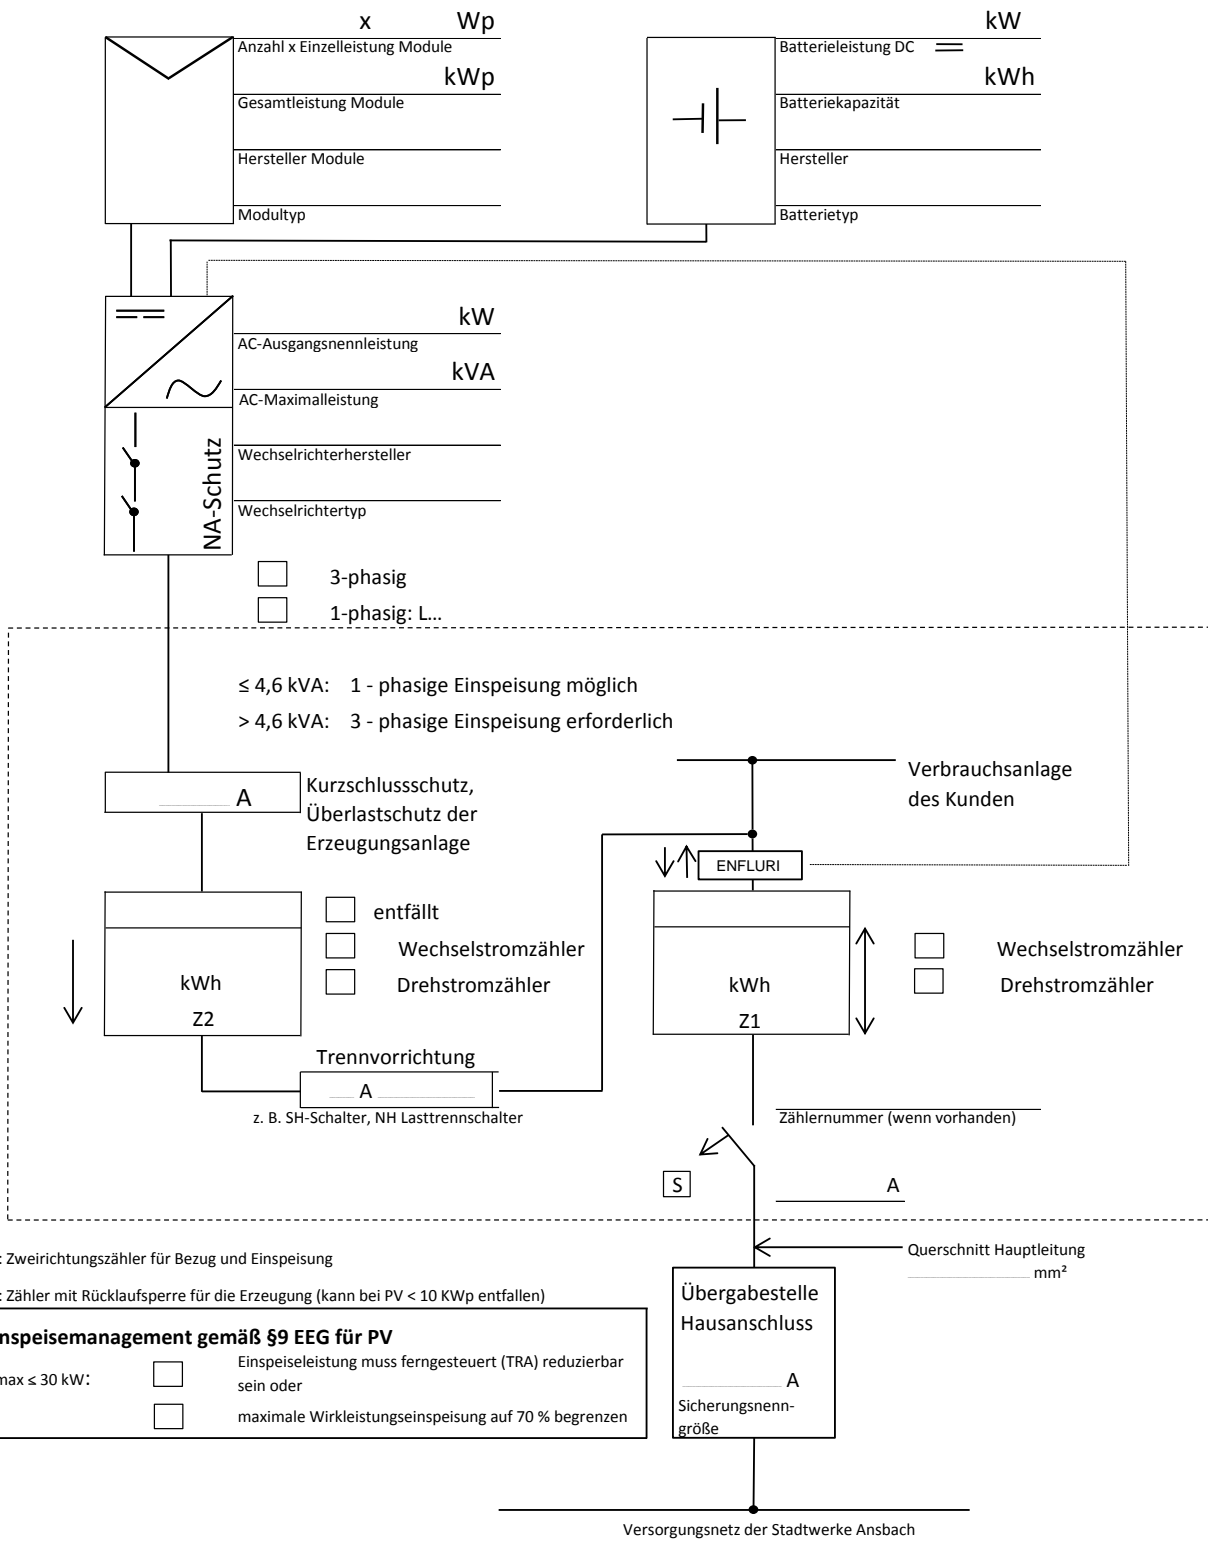 x Wp
Anzahl x Einzelleistung Module
kWp
Gesamtleistung Module
Hersteller Module
Modultyp
kW
Batterieleistung DC
kWh
Batteriekapazität
Hersteller
Batterietyp
kW
AC-Ausgangsnennleistung
kVA
AC-Maximalleistung
Wechselrichterhersteller
Wechselrichtertyp
NA-Schutz
3-phasig
1-phasig: L...
≤ 4,6 kVA: 1 - phasige Einspeisung möglich
> 4,6 kVA: 3 - phasige Einspeisung erforderlich
Verbrauchsanlage
des Kunden
A
Kurzschlussschutz,
Überlastschutz der
Erzeugungsanlage
ENFLURI
entfällt
Wechselstromzähler
Drehstromzähler
kWh
Z2
kWh
Z1
Wechselstromzähler
Drehstromzähler
Trennvorrichtung
A
z. B. SH-Schalter, NH Lasttrennschalter
Zählernummer (wenn vorhanden)
S
A
: Zweirichtungszähler für Bezug und Einspeisung
: Zähler mit Rücklaufsperre für die Erzeugung (kann bei PV < 10 KWp entfallen)
Querschnitt Hauptleitung
mm²
Übergabestelle
Hausanschluss
A
Sicherungsnenn-
größe
nspeisemanagement gemäß §9 EEG für PV
max ≤ 30 kW:
Einspeiseleistung muss ferngesteuert (TRA) reduzierbar
sein oder
maximale Wirkleistungseinspeisung auf 70 % begrenzen
Versorgungsnetz der Stadtwerke Ansbach